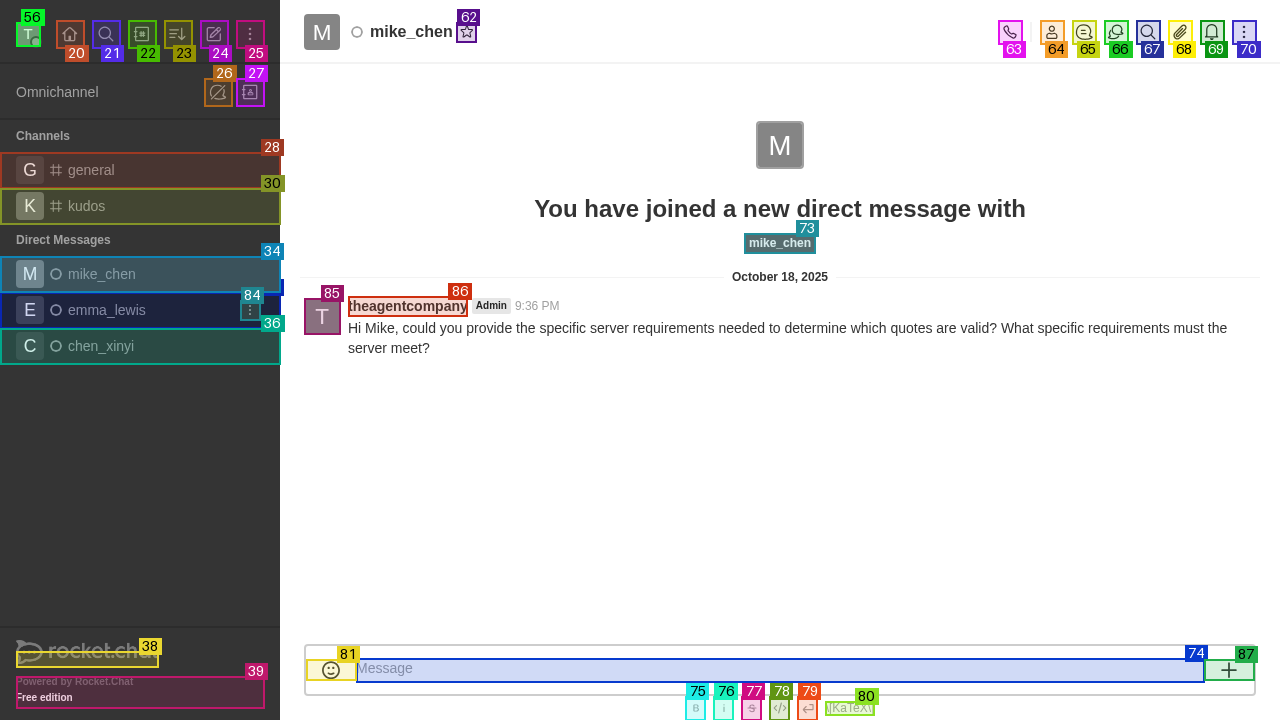 56
T
20
21
22
23
24
25
M
mike_chen
62
63
64
65
66
67
68
69
70
Omnichannel
26
27
Channels
28
G
general
30
K
kudos
Direct Messages
34
M
mike_chen
E
emma_lewis
84
36
C
chen_xinyi
M
You have joined a new direct message with
73
mike_chen
October 18, 2025
85
T
86
theagentcompany Admin 9:36 PM
Hi Mike, could you provide the specific server requirements needed to determine which quotes are valid? What specific requirements must the
server meet?
rocket.cha
38
39
Powered by Rocket.Chat
Free edition
81
Message
74
87
75
76
77
78
79
80
B
i
S
</>
\[KaTeX\]